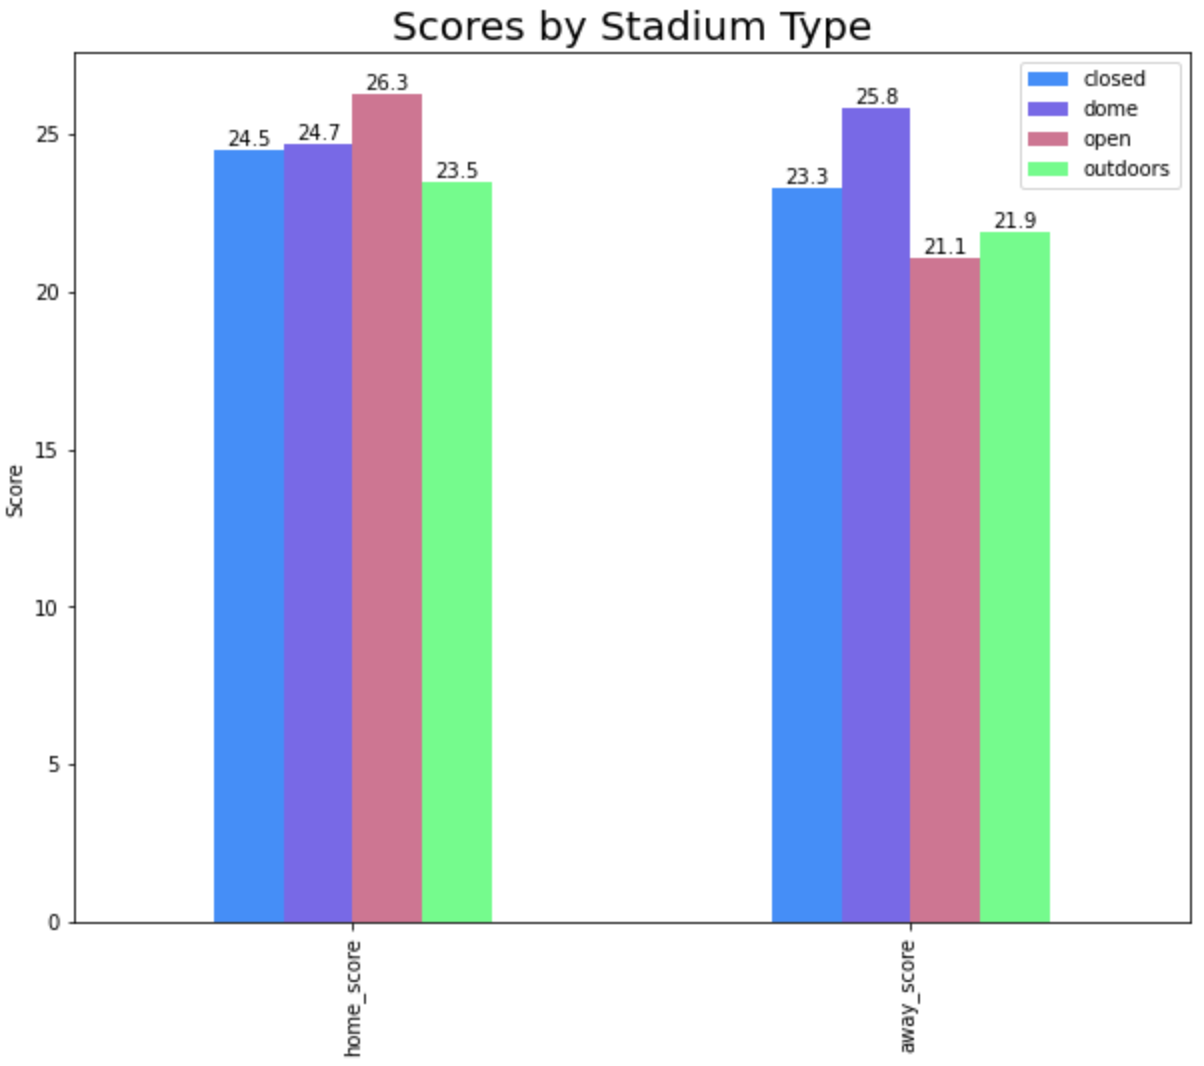 Scores by Stadium Type
closed
dome
open
outdoors
24.5
24.7
26.3
23.5
23.3
25.8
21.1
21.9
25
20
15
10
5
0
Score
home_score
away_score